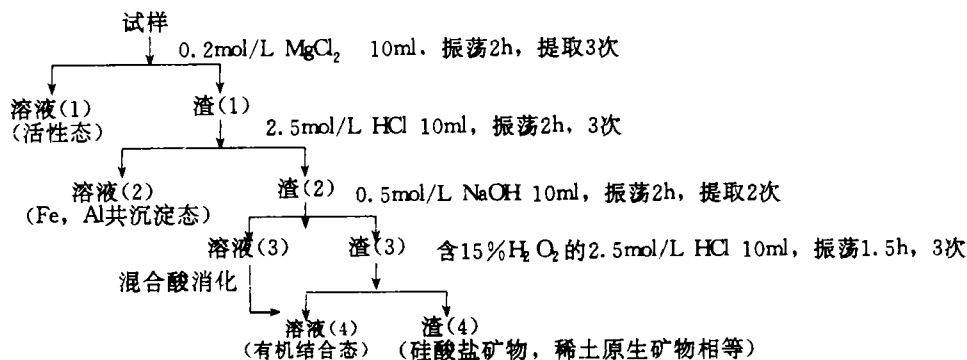 试样
0.2mol/L MgCl₂ 10ml. 振荡2h, 提取3次
溶液(1) 渣(1)
(活性态)
2.5mol/L HCl 10ml, 振荡2h, 3次
溶液(2) 渣(2)
(Fe, Al共沉淀态)
0.5mol/L NaOH 10ml, 振荡2h, 提取2次
溶液(3) 渣(3)
含15%H₂O₂的2.5mol/L HCl 10ml, 振荡1.5h, 3次
混合酸消化
溶液(4) 渣(4)
(有机结合态) (硅酸盐矿物, 稀土原生矿物相等)